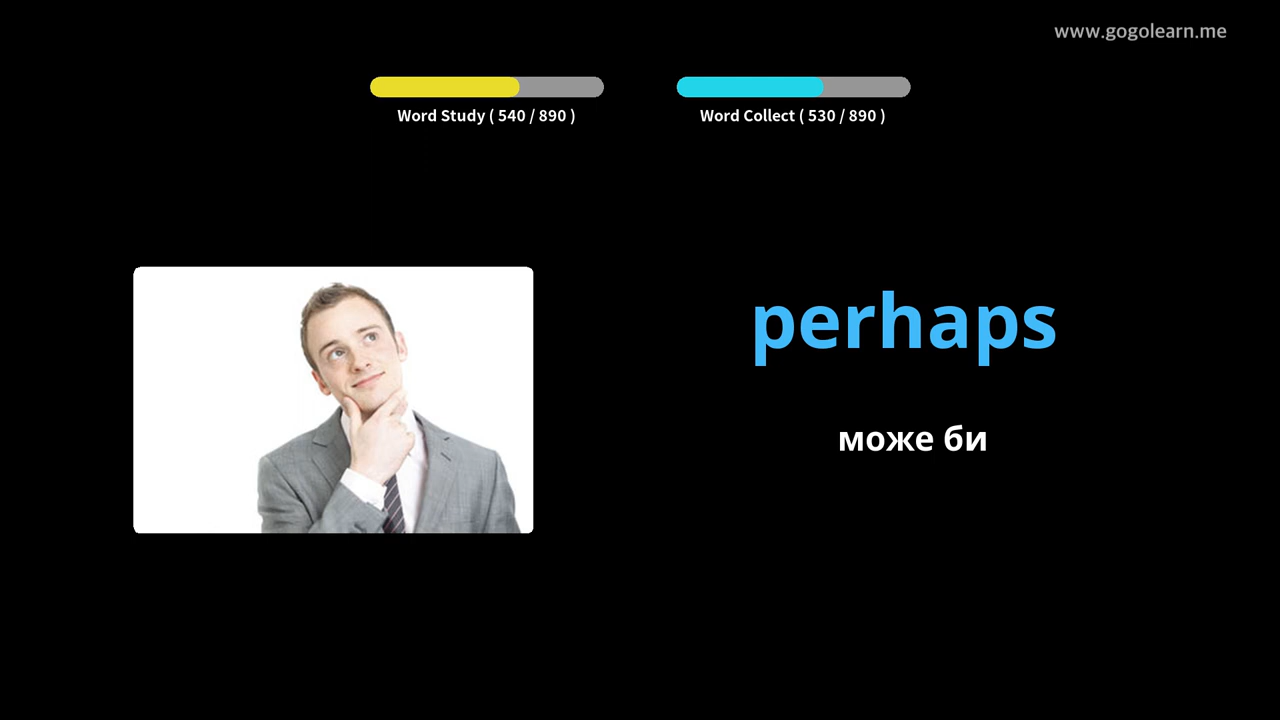 www.gogolearn.me
Word Study ( 540 / 890 )
Word Collect ( 530 / 890 )
perhaps
може би